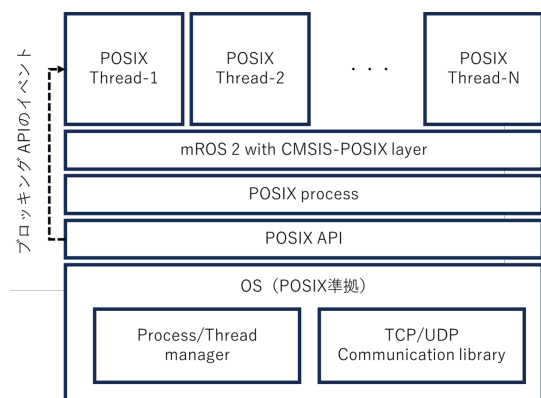 POSIX
Thread-1
POSIX
Thread-2
・・・
POSIX
Thread-N
mROS 2 with CMSIS-POSIX layer
POSIX process
POSIX API
OS（POSIX準拠）
Process/Thread
manager
TCP/UDP
Communication library
ブロッキングAPIのイベント